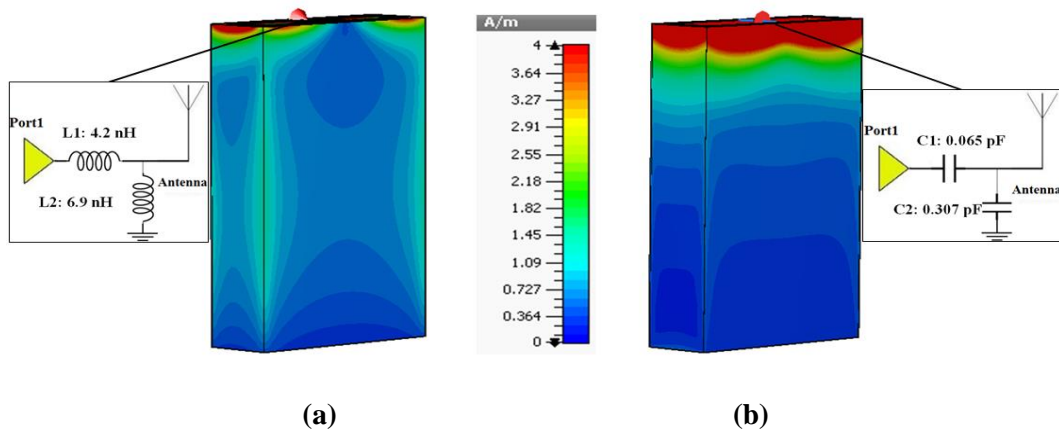 Port1
L1: 4.2 nH
L2: 6.9 nH
Antenna
A/m
4
3.64
3.27
2.91
2.55
2.18
1.82
1.45
1.09
0.727
0.364
0
Port1
C1: 0.065 pF
Antenna
C2: 0.307 pF
(a)
(b)